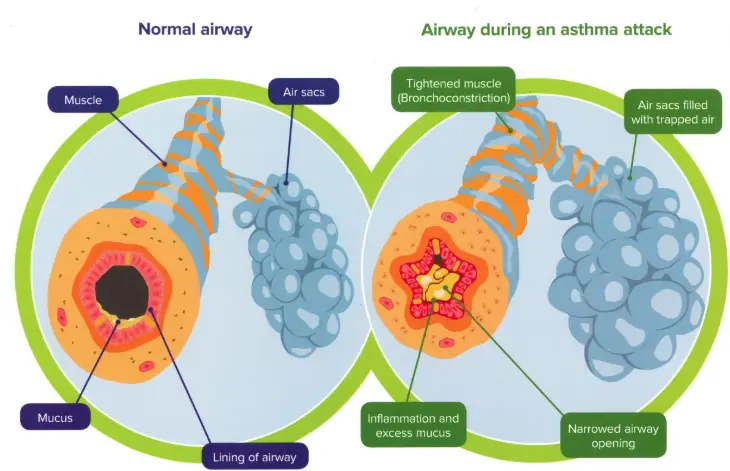 Normal airway
Airway during an asthma attack
Muscle
Air sacs
Tightened muscle
(Bronchoconstriction)
Air sacs filled
with trapped air
Mucus
Lining of airway
Inflammation and
excess mucus
Narrowed airway
opening